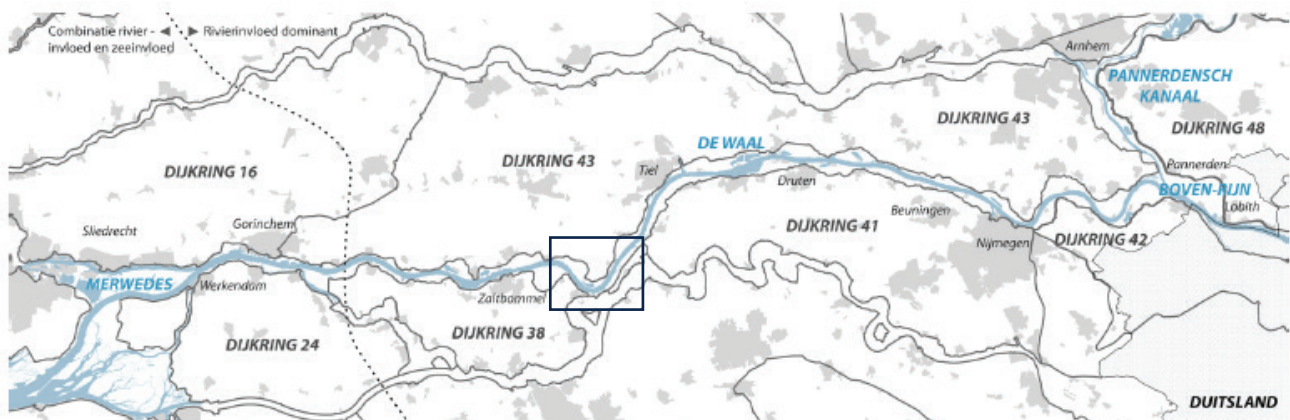 Combinatie rivier - ◄ ► Rivierinvloed dominant
invloed en zeeinvloed
Arnhem
PANNERDENSCH
KANAAL
DIJKRING 43
DIJKRING 48
DE WAAL
DIJKRING 43
DIJKRING 16
Tiel
Pannerden
Druten
BOVEN-RIJN
Lobith
Beuningen
Gorinchem
DIJKRING 41
Sliedrecht
Nijmegen
DIJKRING 42
MERWEDES
Werkendam
Zaltbommel
DIJKRING 38
DIJKRING 24
DUITSLAND